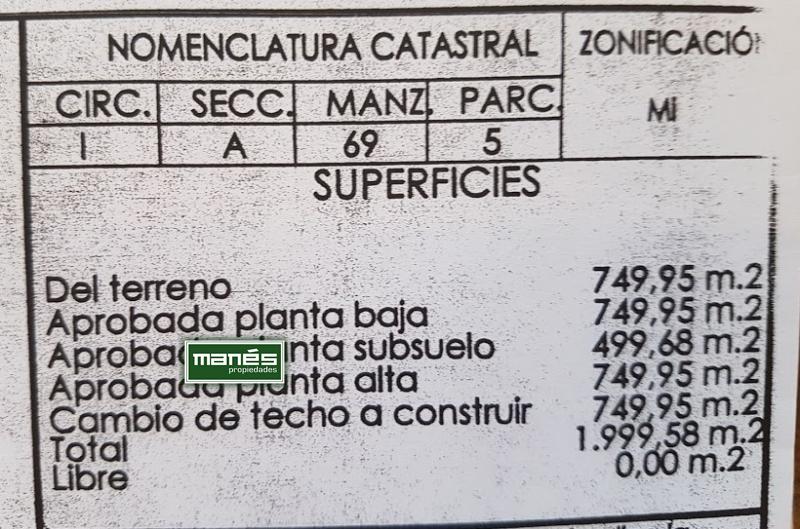 NOMENCLATURA CATASTRAL ZONIFICACIÓ
CIRC. SECC. MANZ. PARC. Mi
I A 69 5
SUPERFICIES
Del terreno 749,95 m.2
Aprobada planta baja 749,95 m.2
Aprobad nta subsuelo 499,68 m.2
Aprobada planta alta 749,95 m.2
Cambio de techo a construir 749,95 m.2
Total 1.999,58 m.2
Libre 0,00 m.2
manés
propiedades